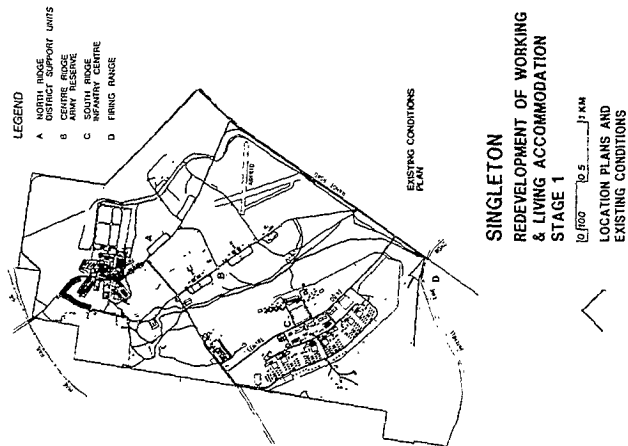 LEGEND
A NORTH RIDGE
DISTRICT SUPPORT UNITS
B CENTRE RIDGE
ARMY RESERVE
C SOUTH RIDGE
INFANTRY CENTRE
D FIRING RANGE
A
B
C
D
AIRFIELD
CENTRE
EXISTING CONDITIONS
PLAN
SINGLETON
REDEVELOPMENT OF WORKING
& LIVING ACCOMMODATION
STAGE 1
0 100 0.5 1 KM
LOCATION PLANS AND
EXISTING CONDITIONS